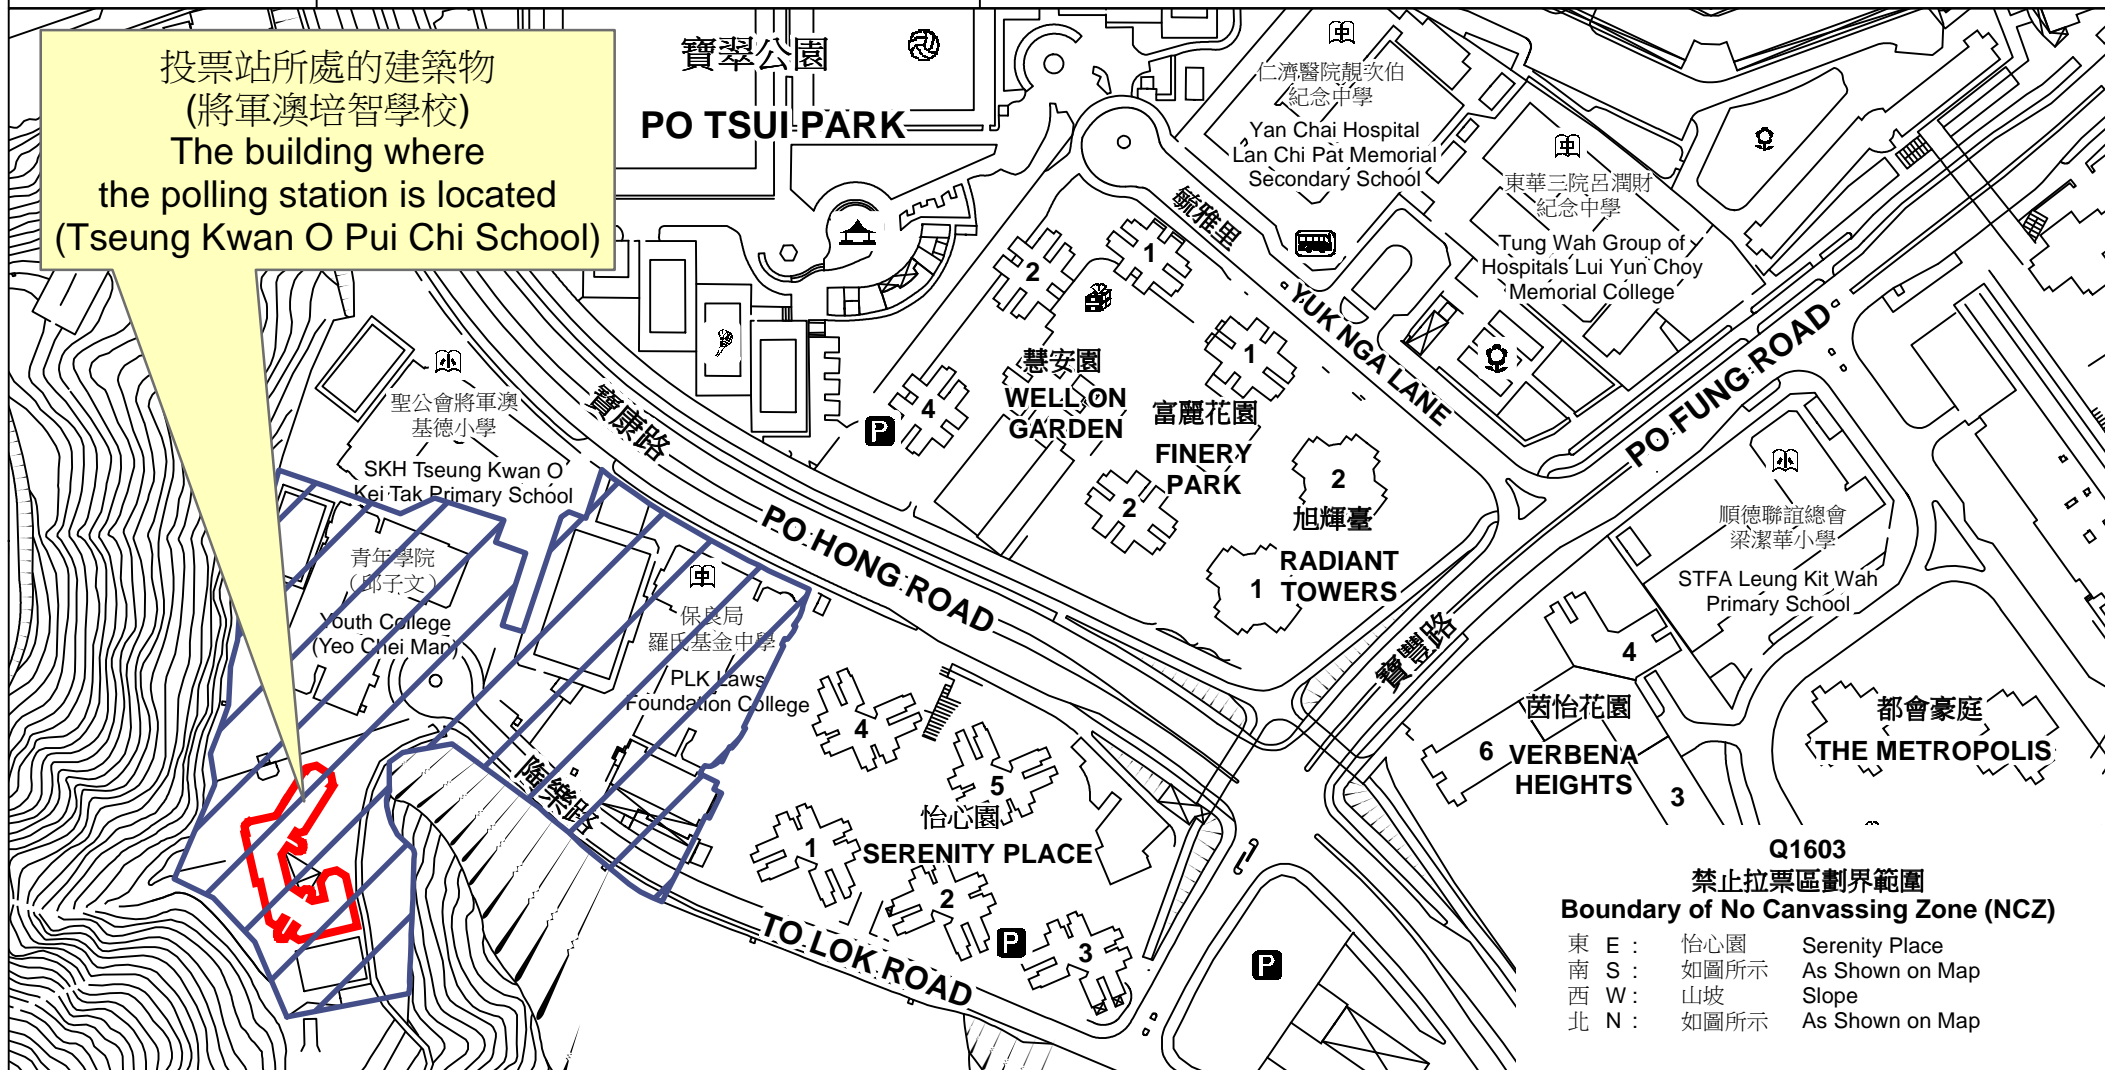 投票站所處的建築物
(將軍澳培智學校)
The building where
the polling station is located
(Tseung Kwan O Pui Chi School)
寶翠公園
PO TSUI PARK
中
仁濟醫院靚次伯
紀念中學
Yan Chai Hospital
Lan Chi Pat Memorial
Secondary School
中
東華三院呂潤財
紀念中學
Tung Wah Group of
Hospitals Lui Yun Choy
Memorial College
毓雅里
YUK NGA LANE
PO FUNG ROAD
寶豐路
2
1
慧安園
WELL ON
GARDEN
4
P
1
富麗花園
FINERY
PARK
2
2
旭輝臺
RADIANT
TOWERS
1
小
聖公會將軍澳
基德小學
SKH Tseung Kwan O
Kei Tak Primary School
寶康路
PO HONG ROAD
青年學院
(邱子文)
Youth College
(Yeo Chei Man)
中
保良局
羅氏基金中學
PLK Laws
Foundation College
陶樂路
TO LOK ROAD
4
5
怡心園
SERENITY PLACE
1
2
3
P
P
小
順德聯誼總會
梁潔華小學
STFA Leung Kit Wah
Primary School
4
茵怡花園
6 VERBENA
HEIGHTS
3
都會豪庭
THE METROPOLIS
Q1603
禁止拉票區劃界範圍
Boundary of No Canvassing Zone (NCZ)
東 E : 怡心園 Serenity Place
南 S : 如圖所示 As Shown on Map
西 W : 山坡 Slope
北 N : 如圖所示 As Shown on Map